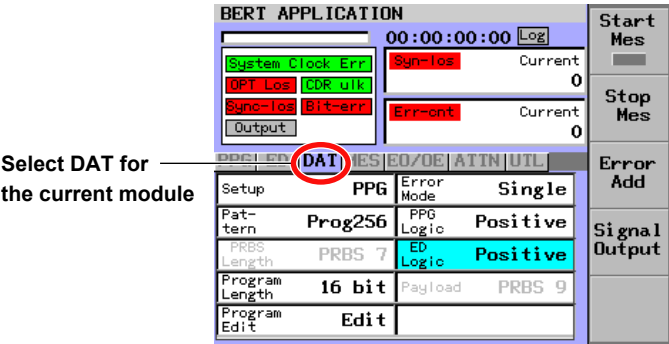 BERT APPLICATION
00:00:00:00 Log
System Clock Err
OPT Los CDR ulk
Sync-los Bit-err
Output
Syn-los Current
0
Err-cnt Current
0
Select DAT for
the current module
PPG ED DAT MES EO/OE ATTN UTL
Setup PPG
Error Mode Single
Pat-
tern Prog256
PPG
Logic Positive
PRBS
Length PRBS 7
ED
Logic Positive
Program
Length 16 bit
Payload PRBS 9
Program
Edit Edit
Start
Mes
Stop
Mes
Error
Add
Signal
Output